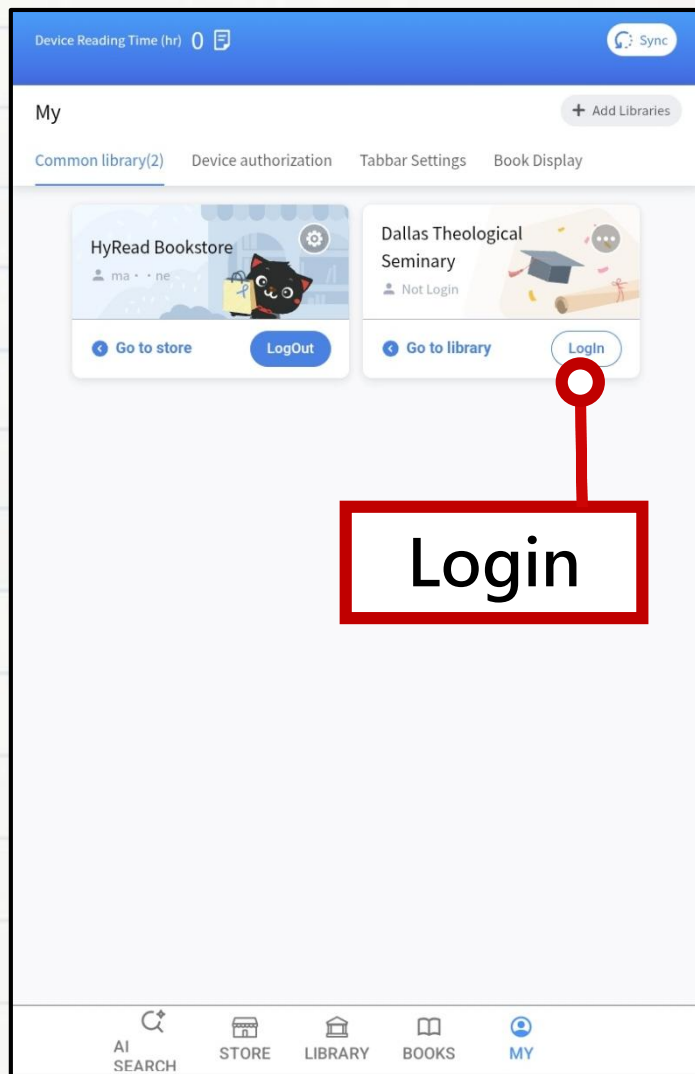 Device Reading Time (hr) 0 Sync
My + Add Libraries
Common library(2) Device authorization Tabbar Settings Book Display
HyRead Bookstore
ma · · ne
Go to store LogOut
Dallas Theological
Seminary
Not Login
Go to library LogIn
Login
AI
SEARCH
STORE
LIBRARY
BOOKS
MY